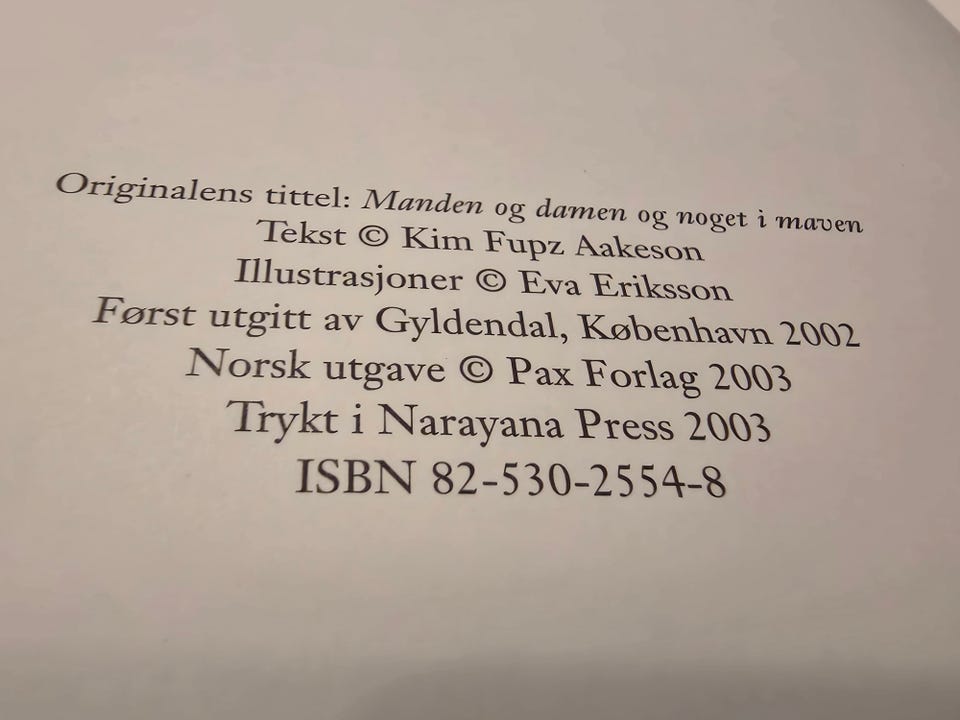 Originalens tittel: Manden og damen og noget i maven
Tekst © Kim Fupz Aakeson
Illustrasjoner © Eva Eriksson
Først utgitt av Gyldendal, København 2002
Norsk utgave © Pax Forlag 2003
Trykt i Narayana Press 2003
ISBN 82-530-2554-8